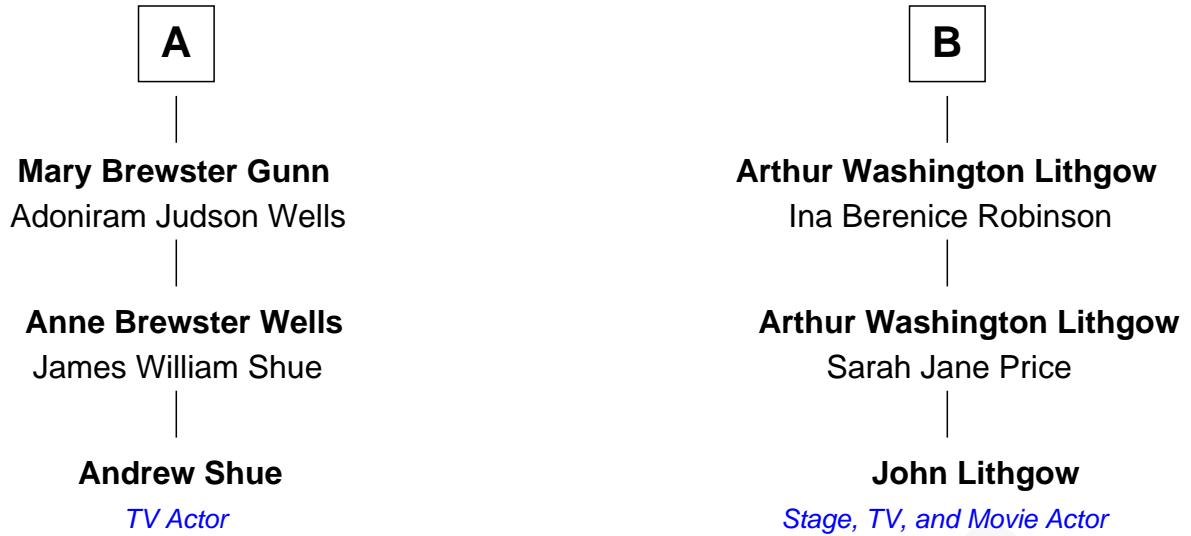 A
B
Mary Brewster Gunn
Adoniram Judson Wells
Arthur Washington Lithgow
Ina Berenice Robinson
Anne Brewster Wells
James William Shue
Arthur Washington Lithgow
Sarah Jane Price
Andrew Shue
TV Actor
John Lithgow
Stage, TV, and Movie Actor